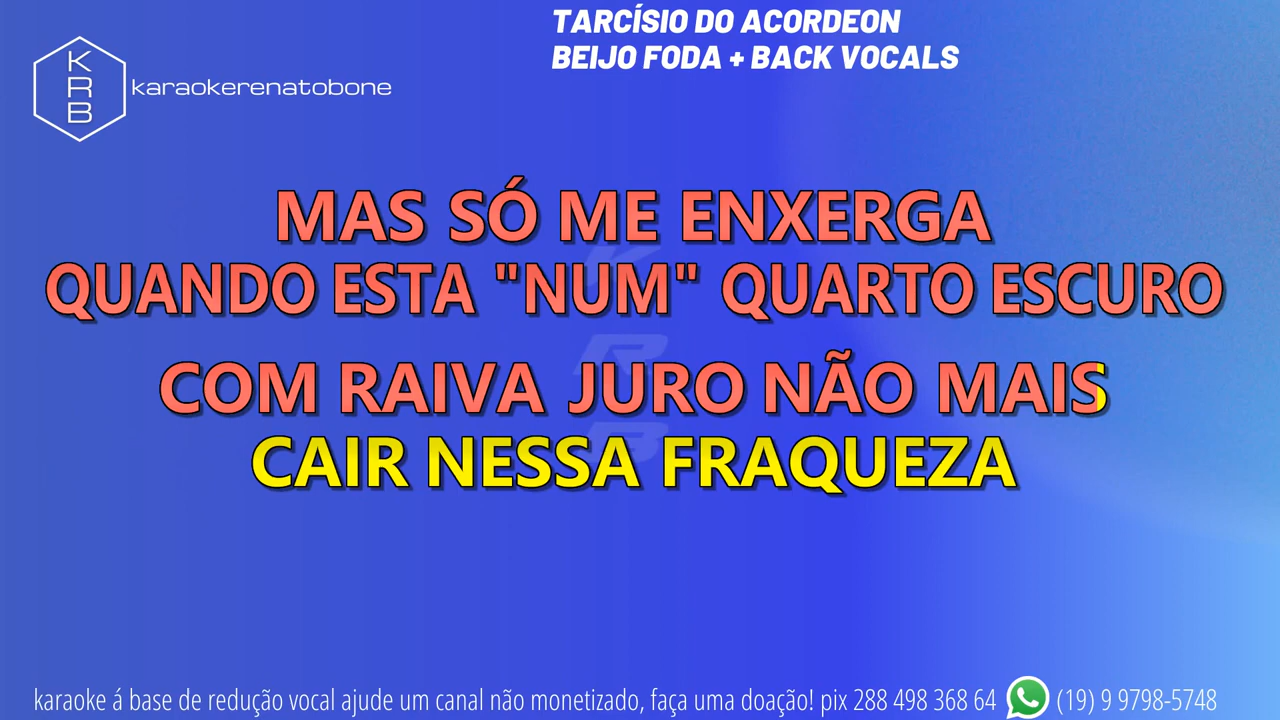 TARCÍSIO DO ACORDEON
BEIJO FODA + BACK VOCALS
KRB
karaokerenatobone
MAS SÓ ME ENXERGA
QUANDO ESTA "NUM" QUARTO ESCURO
COM RAIVA JURO NÃO MAIS
CAIR NESSA FRAQUEZA
KRB
karaoke á base de redução vocal ajude um canal não monetizado, faça uma doação! pix 288 498 368 64 (19) 9 9798-5748